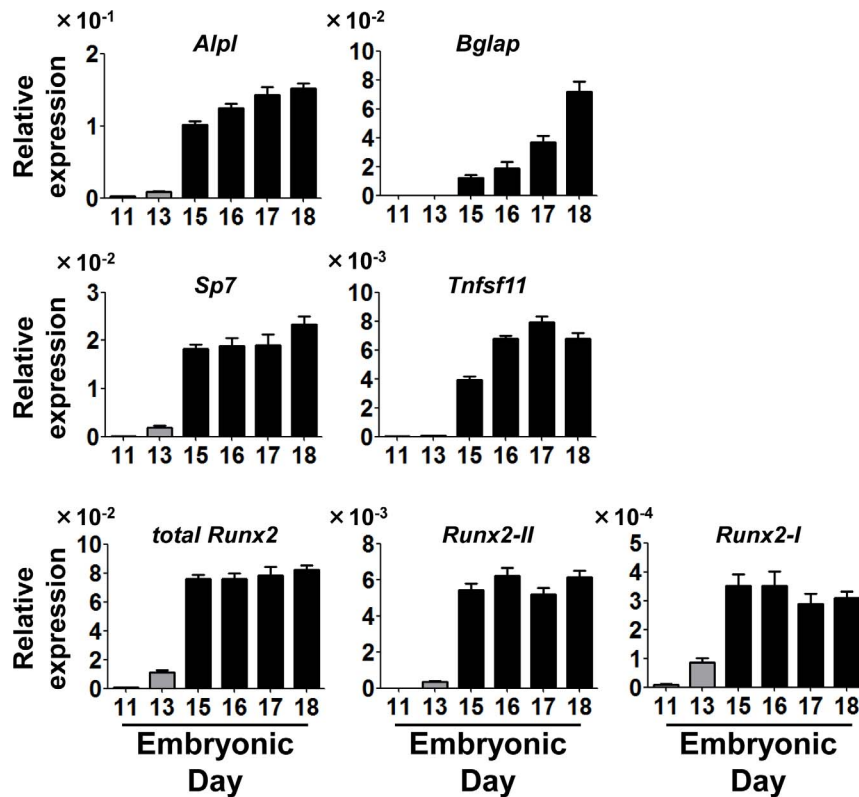 × 10⁻¹
Alpl
Relative
expression
2
1
0
11 13 15 16 17 18
× 10⁻²
Bglap
10
8
6
4
2
0
11 13 15 16 17 18
× 10⁻²
Sp7
Relative
expression
3
2
1
0
11 13 15 16 17 18
× 10⁻³
Tnfsf11
10
8
6
4
2
0
11 13 15 16 17 18
× 10⁻²
total Runx2
Relative
expression
10
8
6
4
2
0
11 13 15 16 17 18
Embryonic
Day
× 10⁻³
Runx2-II
8
6
4
2
0
11 13 15 16 17 18
Embryonic
Day
× 10⁻⁴
Runx2-I
5
4
3
2
1
0
11 13 15 16 17 18
Embryonic
Day